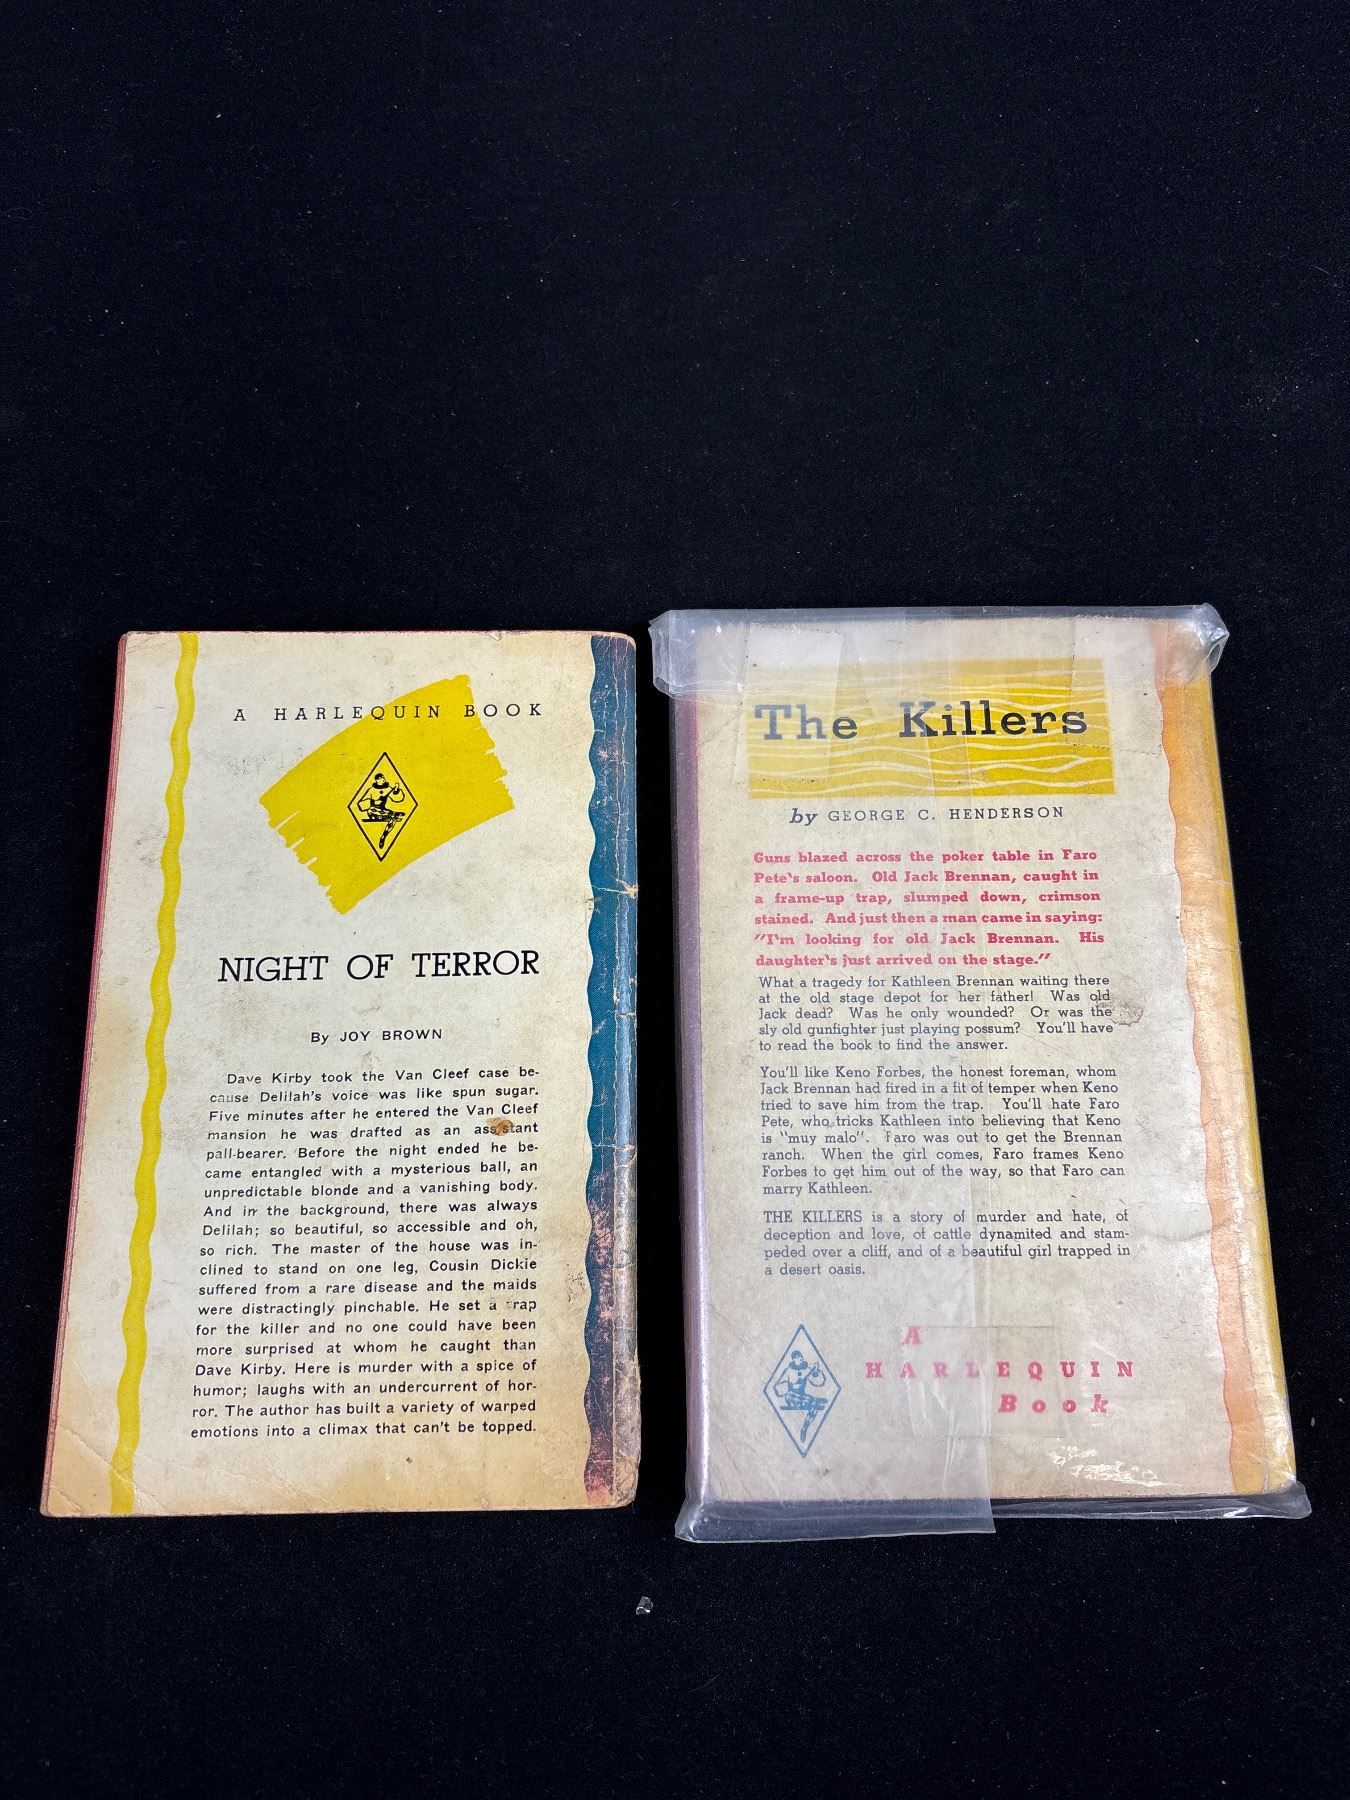 A HARLEQUIN BOOK
NIGHT OF TERROR
By JOY BROWN
Dave Kirby took the Van Cleef case be-
cause Delilah's voice was like spun sugar.
Five minutes after he entered the Van Cleef
mansion he was drafted as an assistant
pall-bearer. Before the night ended he be-
came entangled with a mysterious ball, an
unpredictable blonde and a vanishing body.
And in the background, there was always
Delilah; so beautiful, so accessible and oh,
so rich. The master of the house was in-
clined to stand on one leg, Cousin Dickie
suffered from a rare disease and the maids
were distractingly pinchable. He set a trap
for the killer and no one could have been
more surprised at whom he caught than
Dave Kirby. Here is murder with a spice of
humor; laughs with an undercurrent of hor-
ror. The author has built a variety of warped
emotions into a climax that can't be topped.
The Killers
by GEORGE C. HENDERSON
Guns blazed across the poker table in Faro
Pete's saloon. Old Jack Brennan, caught in
a frame-up trap, slumped down, crimson
stained. And just then a man came in saying:
"I'm looking for old Jack Brennan. His
daughter's just arrived on the stage."
What a tragedy for Kathleen Brennan waiting there
at the old stage depot for her father! Was old
Jack dead? Was he only wounded? Or was the
sly old gunfighter just playing possum? You'll have
to read the book to find the answer.
You'll like Keno Forbes, the honest foreman, whom
Jack Brennan had fired in a fit of temper when Keno
tried to save him from the trap. You'll hate Faro
Pete, who tricks Kathleen into believing that Keno
is "muy malo". Faro was out to get the Brennan
ranch. When the girl comes, Faro frames Keno
Forbes to get him out of the way, so that Faro can
marry Kathleen.
THE KILLERS is a story of murder and hate, of
deception and love, of cattle dynamited and stam-
peded over a cliff, and of a beautiful girl trapped in
a desert oasis.
A
HARLEQUIN
Book